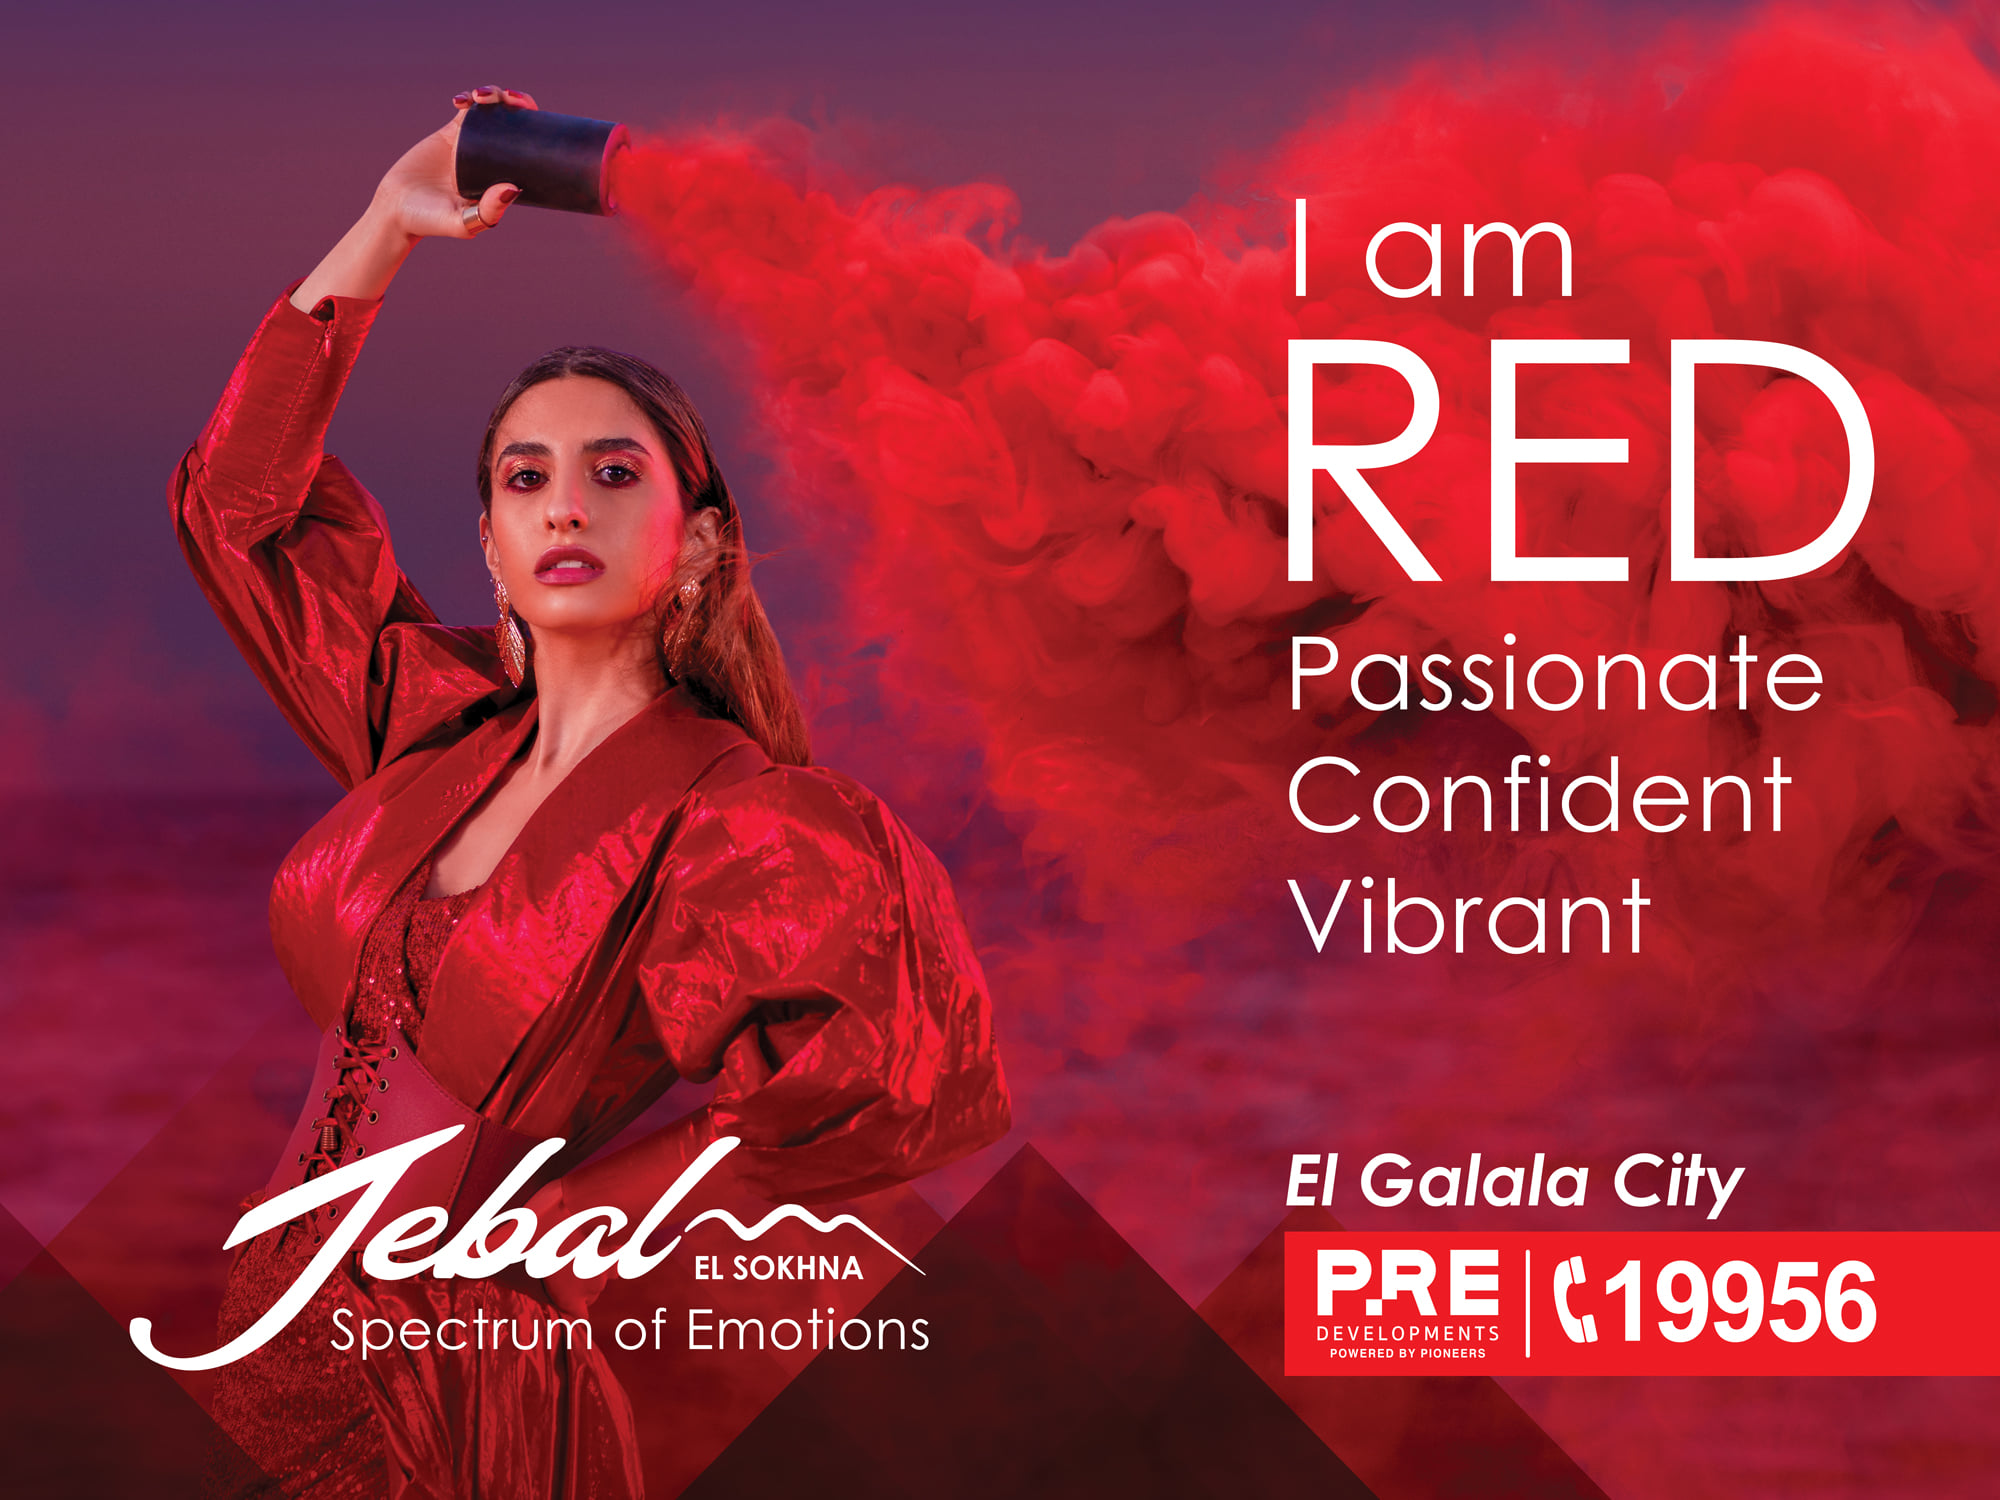 I am
RED
Passionate
Confident
Vibrant
Jebal
EL SOKHNA
Spectrum of Emotions
El Galala City
PRE
DEVELOPMENTS
POWERED BY PIONEERS
19956